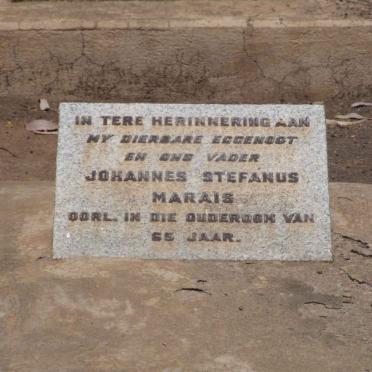 IN TERE HERINNERING AAN
MY DIERBARE EGGENOOT
EN ONS VADER
JOHANNES STEFANUS
MARAIS
OORL. IN DIE OUDERDOM VAN
65 JAAR.